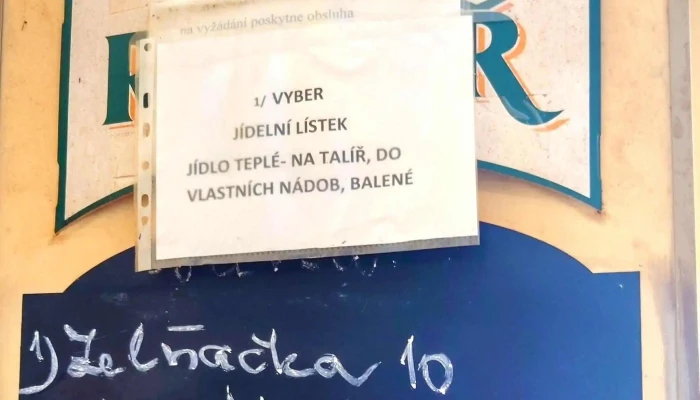 na vyžádání poskytne obsluha
Ř
1/ VYBER
JÍDELNÍ LÍSTEK
JÍDLO TEPLÉ- NA TALÍŘ, DO
VLASTNÍCH NÁDOB, BALENÉ
1) Zelňačka 10